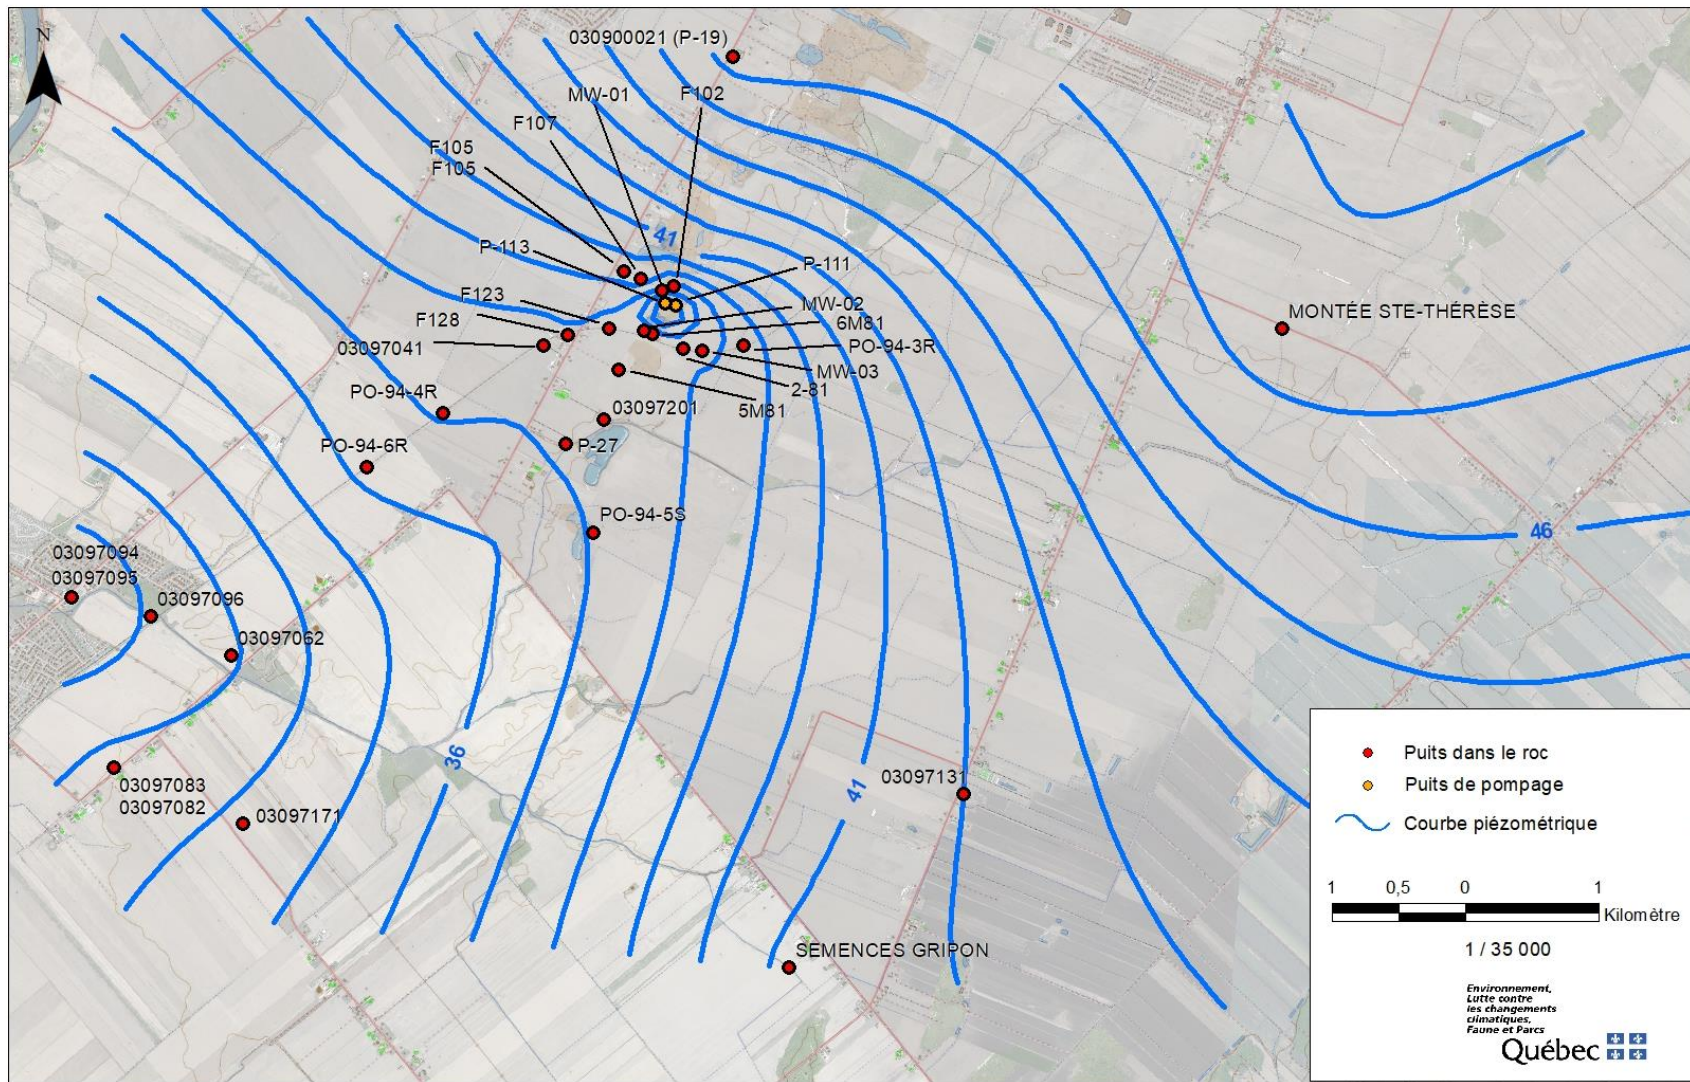 N
030900021 (P-19)
MW-01
F102
F107
F105
F105
41
P-113
P-111
F123
MW-02
MONTÉE STE-THÉRÈSE
F128
6M81
03097041
PO-94-3R
MW-03
PO-94-4R
2-81
5M81
03097201
PO-94-6R
P-27
PO-94-5S
46
03097094
03097095
03097096
03097062
36
03097083
03097082
03097171
03097131
41
SEMENCES GRIPON
Puits dans le roc
Puits de pompage
Courbe piézométrique
1 0,5 0 1
Kilomètre
1 / 35 000
Environnement,
Lutte contre
les changements
climatiques,
Faune et Parcs
Québec